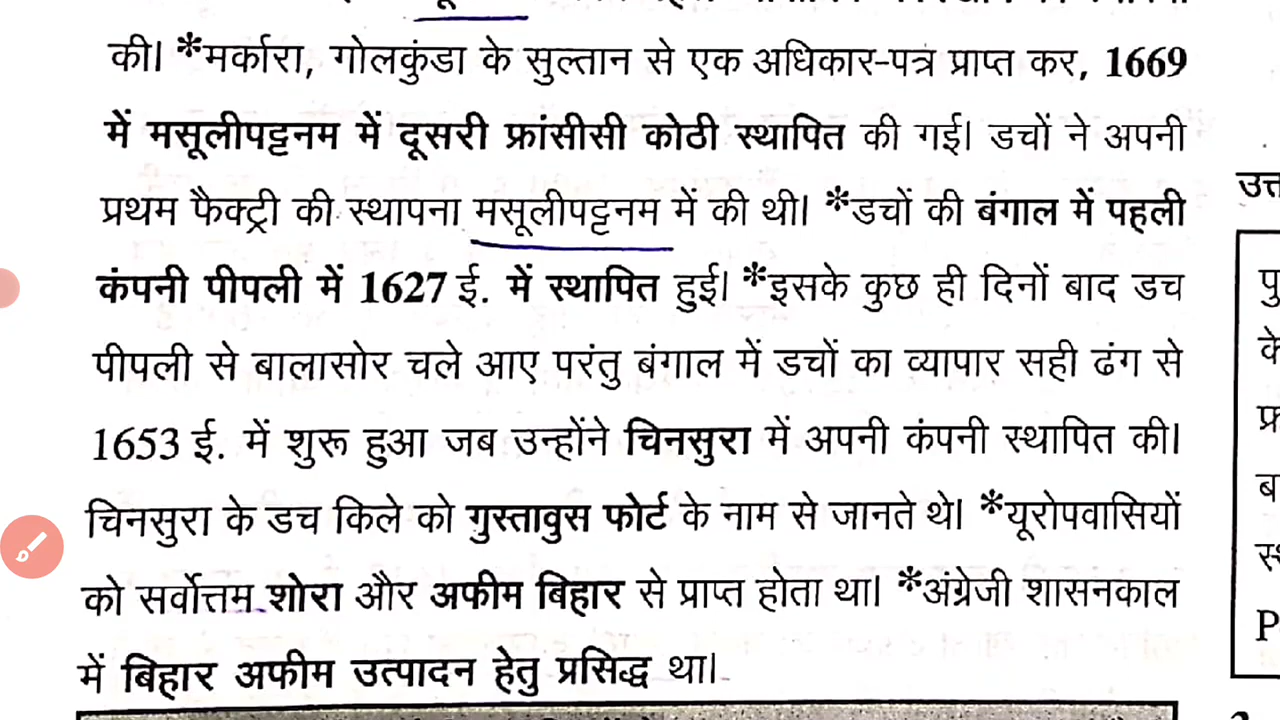 की। *मर्कारा, गोलकुंडा के सुल्तान से एक अधिकार-पत्र प्राप्त कर, 1669
में मसूलीपट्टनम में दूसरी फ्रांसीसी कोठी स्थापित की गई। डचों ने अपनी
प्रथम फैक्ट्री की स्थापना मसूलीपट्टनम में की थी। *डचों की बंगाल में पहली
कंपनी पीपली में 1627 ई. में स्थापित हुई। *इसके कुछ ही दिनों बाद डच
पीपली से बालासोर चले आए परंतु बंगाल में डचों का व्यापार सही ढंग से
1653 ई. में शुरू हुआ जब उन्होंने चिनसुरा में अपनी कंपनी स्थापित की।
चिनसुरा के डच किले को गुस्तावुस फोर्ट के नाम से जानते थे। *यूरोपवासियों
को सर्वोत्तम शोरा और अफीम बिहार से प्राप्त होता था। *अंग्रेजी शासनकाल
में बिहार अफीम उत्पादन हेतु प्रसिद्ध था।
उत्त
पु
के
फ्र
ब
स्
P